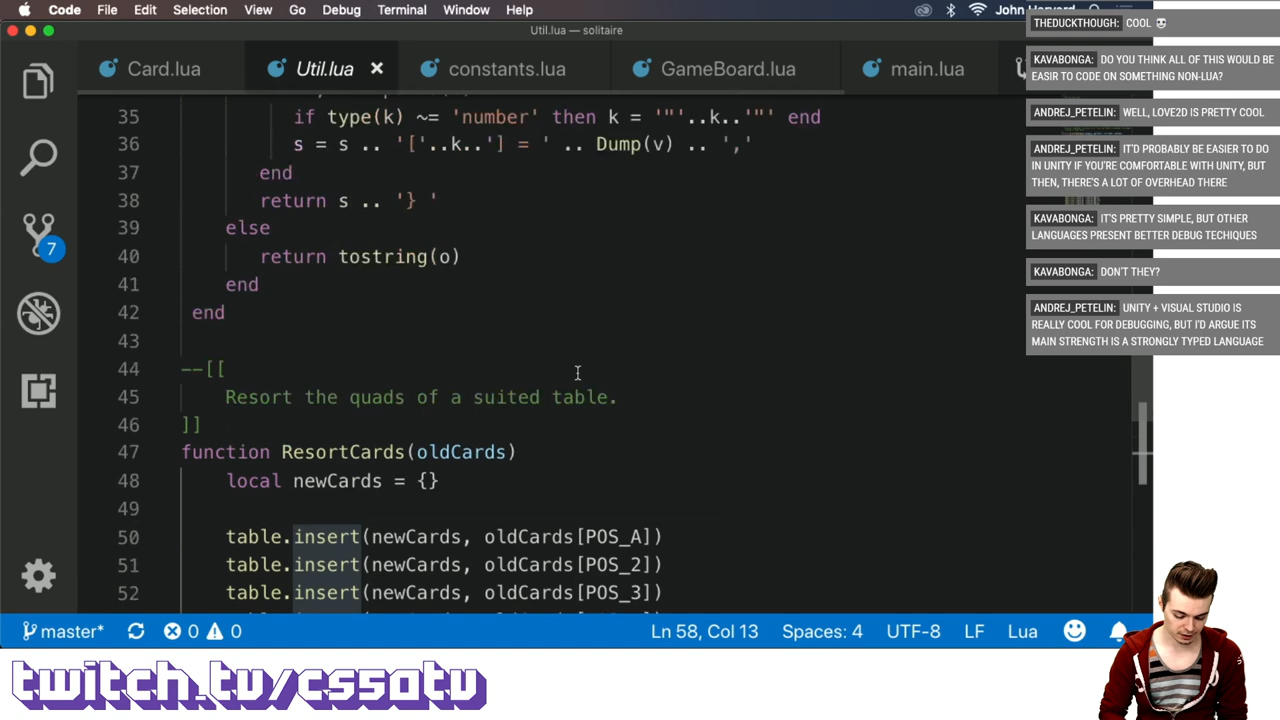 Code File Edit Selection View Go Debug Terminal Window Help
Util.lua — solitaire
Card.lua Util.lua constants.lua GameBoard.lua main.lua
35 if type(k) ~= 'number' then k = '"'..k..'"' end
36 s = s .. '['..k..'] = ' .. Dump(v) .. ','
37 end
38 return s .. '} '
39 else
40 return tostring(o)
41 end
42 end
43
44 --[[
45 Resort the quads of a suited table.
46 ]]
47 function ResortCards(oldCards)
48 local newCards = {}
49
50 table.insert(newCards, oldCards[POS_A])
51 table.insert(newCards, oldCards[POS_2])
52 table.insert(newCards, oldCards[POS_3])
7
master* 0 0 Ln 58, Col 13 Spaces: 4 UTF-8 LF Lua
twitch.tv/cs50tv
THEDUCKTHOUGH: COOL
KAVABONGA: DO YOU THINK ALL OF THIS WOULD BE
EASIR TO CODE ON SOMETHING NON-LUA?
ANDREJ_PETELIN: WELL, LOVE2D IS PRETTY COOL
ANDREJ_PETELIN: IT'D PROBABLY BE EASIER TO DO
IN UNITY IF YOU'RE COMFORTABLE WITH UNITY, BUT
THEN, THERE'S A LOT OF OVERHEAD THERE
KAVABONGA: IT'S PRETTY SIMPLE, BUT OTHER
LANGUAGES PRESENT BETTER DEBUG TECHIQUES
KAVABONGA: DON'T THEY?
ANDREJ_PETELIN: UNITY + VISUAL STUDIO IS
REALLY COOL FOR DEBUGGING, BUT I'D ARGUE ITS
MAIN STRENGTH IS A STRONGLY TYPED LANGUAGE